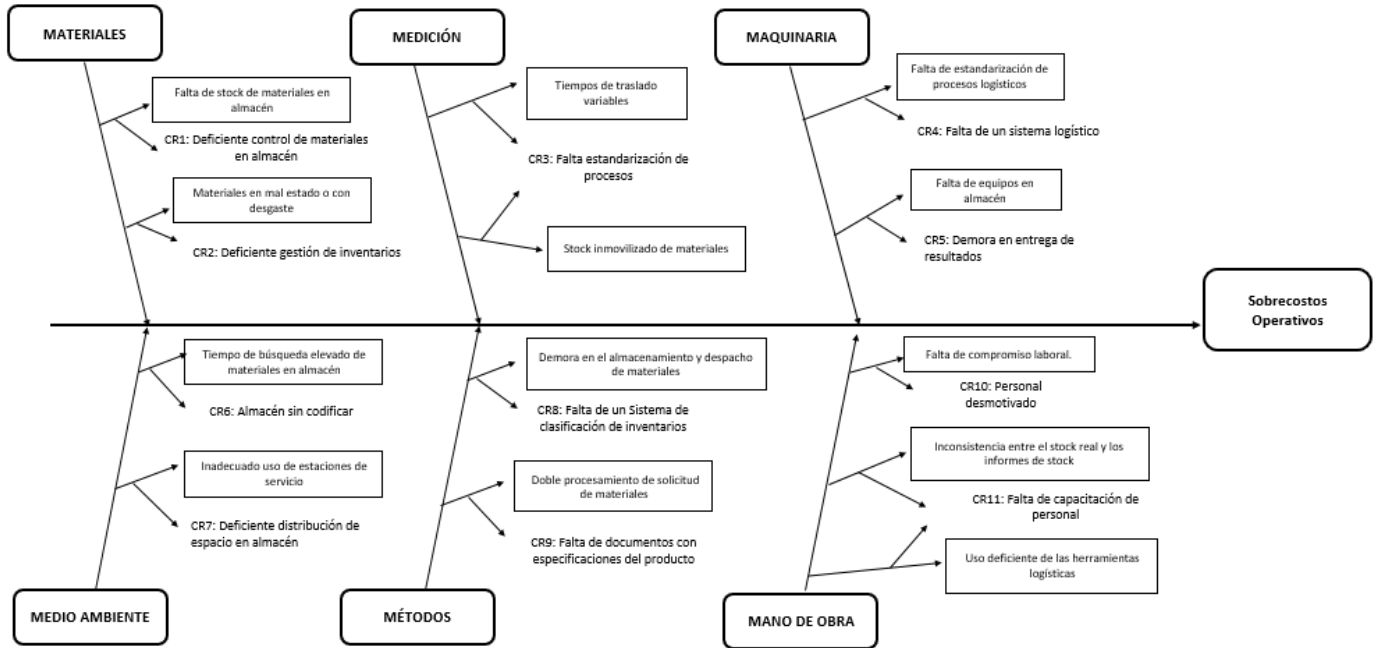 MATERIALES
Falta de stock de materiales en
almacén
CR1: Deficiente control de materiales
en almacén
Materiales en mal estado o con
desgaste
CR2: Deficiente gestión de inventarios
MEDICIÓN
Tiempos de traslado
variables
CR3: Falta estandarización de
procesos
Stock inmovilizado de materiales
MAQUINARIA
Falta de estandarización de
procesos logísticos
CR4: Falta de un sistema logístico
Falta de equipos en
almacén
CR5: Demora en entrega de
resultados
Sobrecostos
Operativos
Tiempo de búsqueda elevado de
materiales en almacén
CR6: Almacén sin codificar
Inadecuado uso de estaciones de
servicio
CR7: Deficiente distribución de
espacio en almacén
MEDIO AMBIENTE
Demora en el almacenamiento y despacho
de materiales
CR8: Falta de un Sistema de
clasificación de inventarios
Doble procesamiento de solicitud
de materiales
CR9: Falta de documentos con
especificaciones del producto
MÉTODOS
Falta de compromiso laboral.
CR10: Personal
desmotivado
Inconsistencia entre el stock real y los
informes de stock
CR11: Falta de capacitación de
personal
Uso deficiente de las herramientas
logísticas
MANO DE OBRA